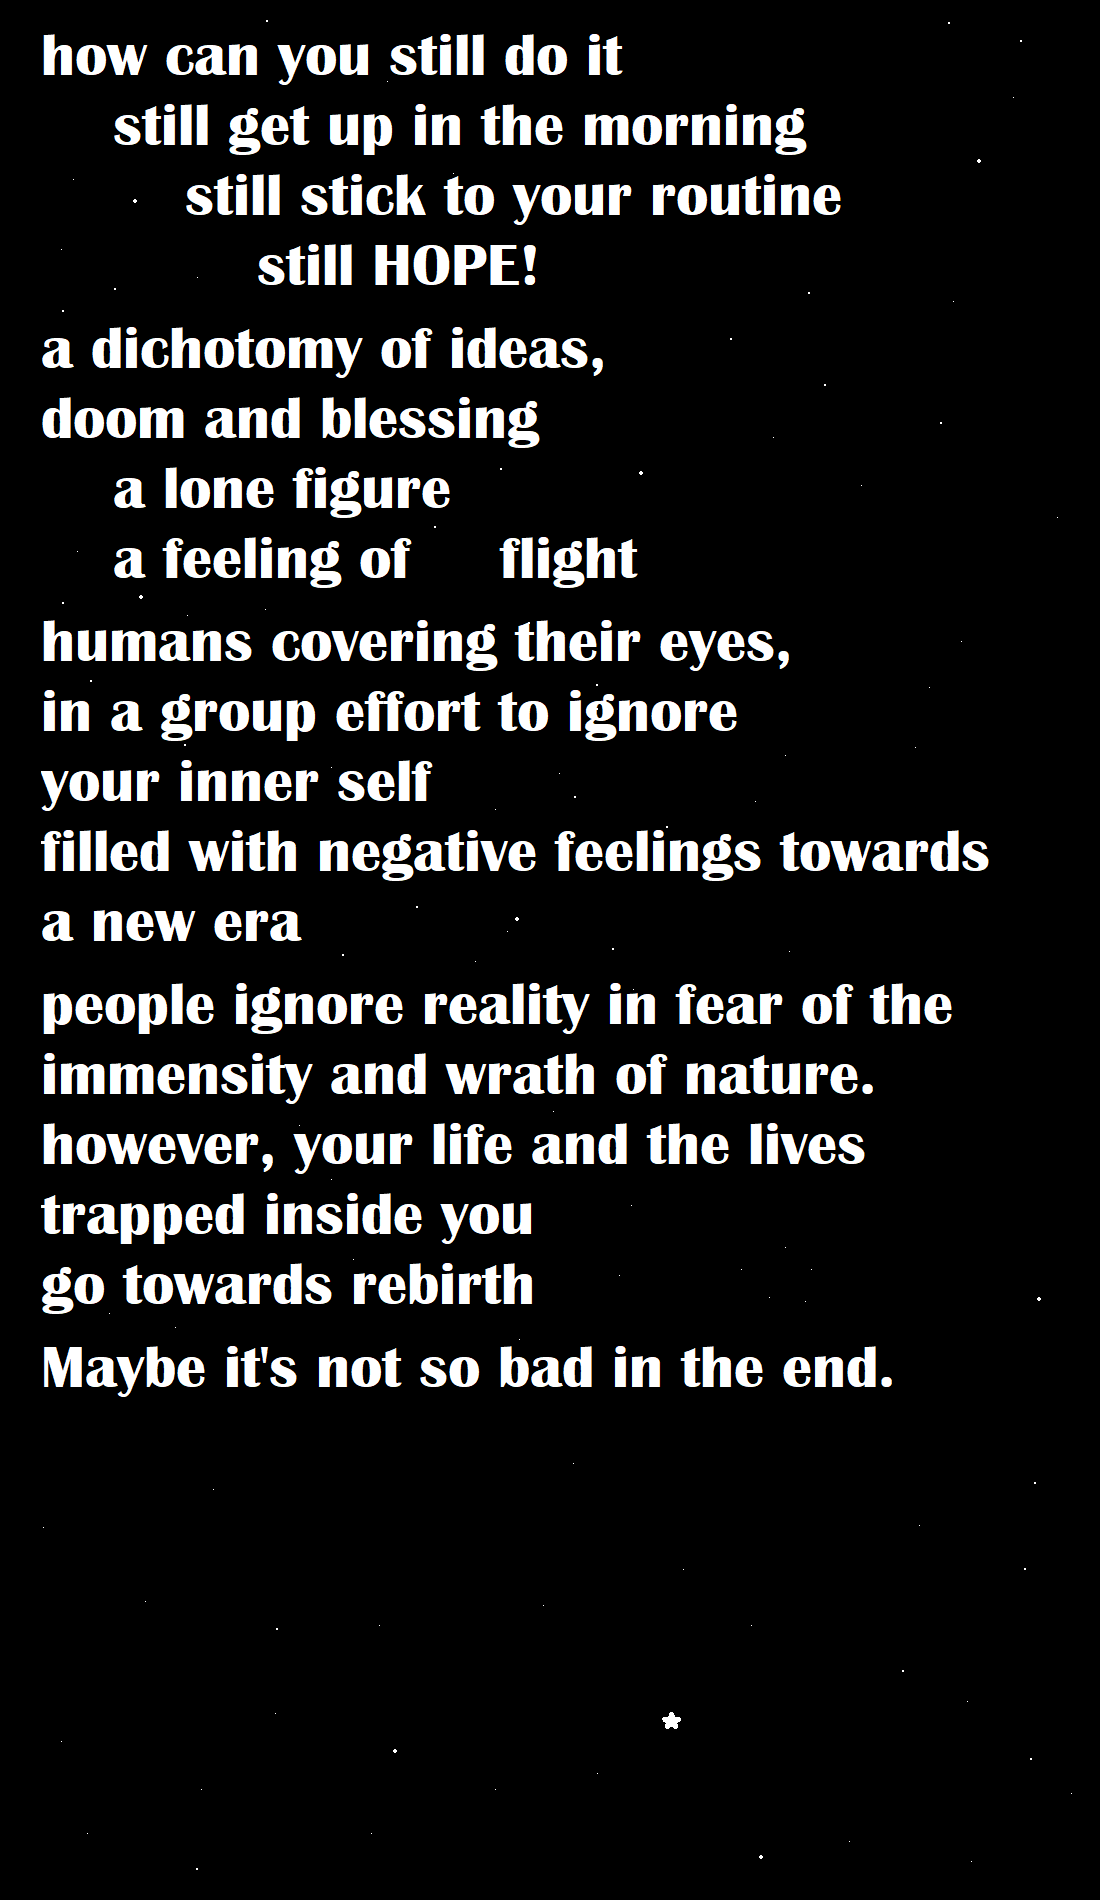 how can you still do it
still get up in the morning
still stick to your routine
still HOPE!
a dichotomy of ideas,
doom and blessing
a lone figure
a feeling of flight
humans covering their eyes,
in a group effort to ignore
your inner self
filled with negative feelings towards
a new era
people ignore reality in fear of the
immensity and wrath of nature.
however, your life and the lives
trapped inside you
go towards rebirth
Maybe it's not so bad in the end.